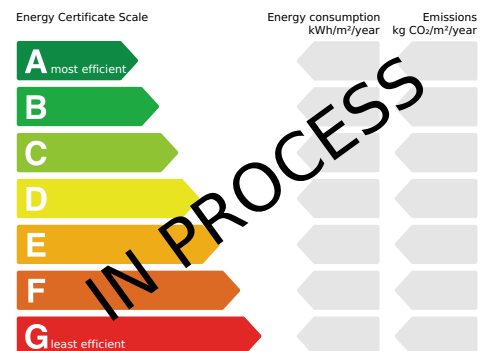 Energy Certificate Scale
Energy consumption
kWh/m²/year
Emissions
kg CO₂/m²/year
A most efficient
B
C
D
E
F
G least efficient
IN PROCESS